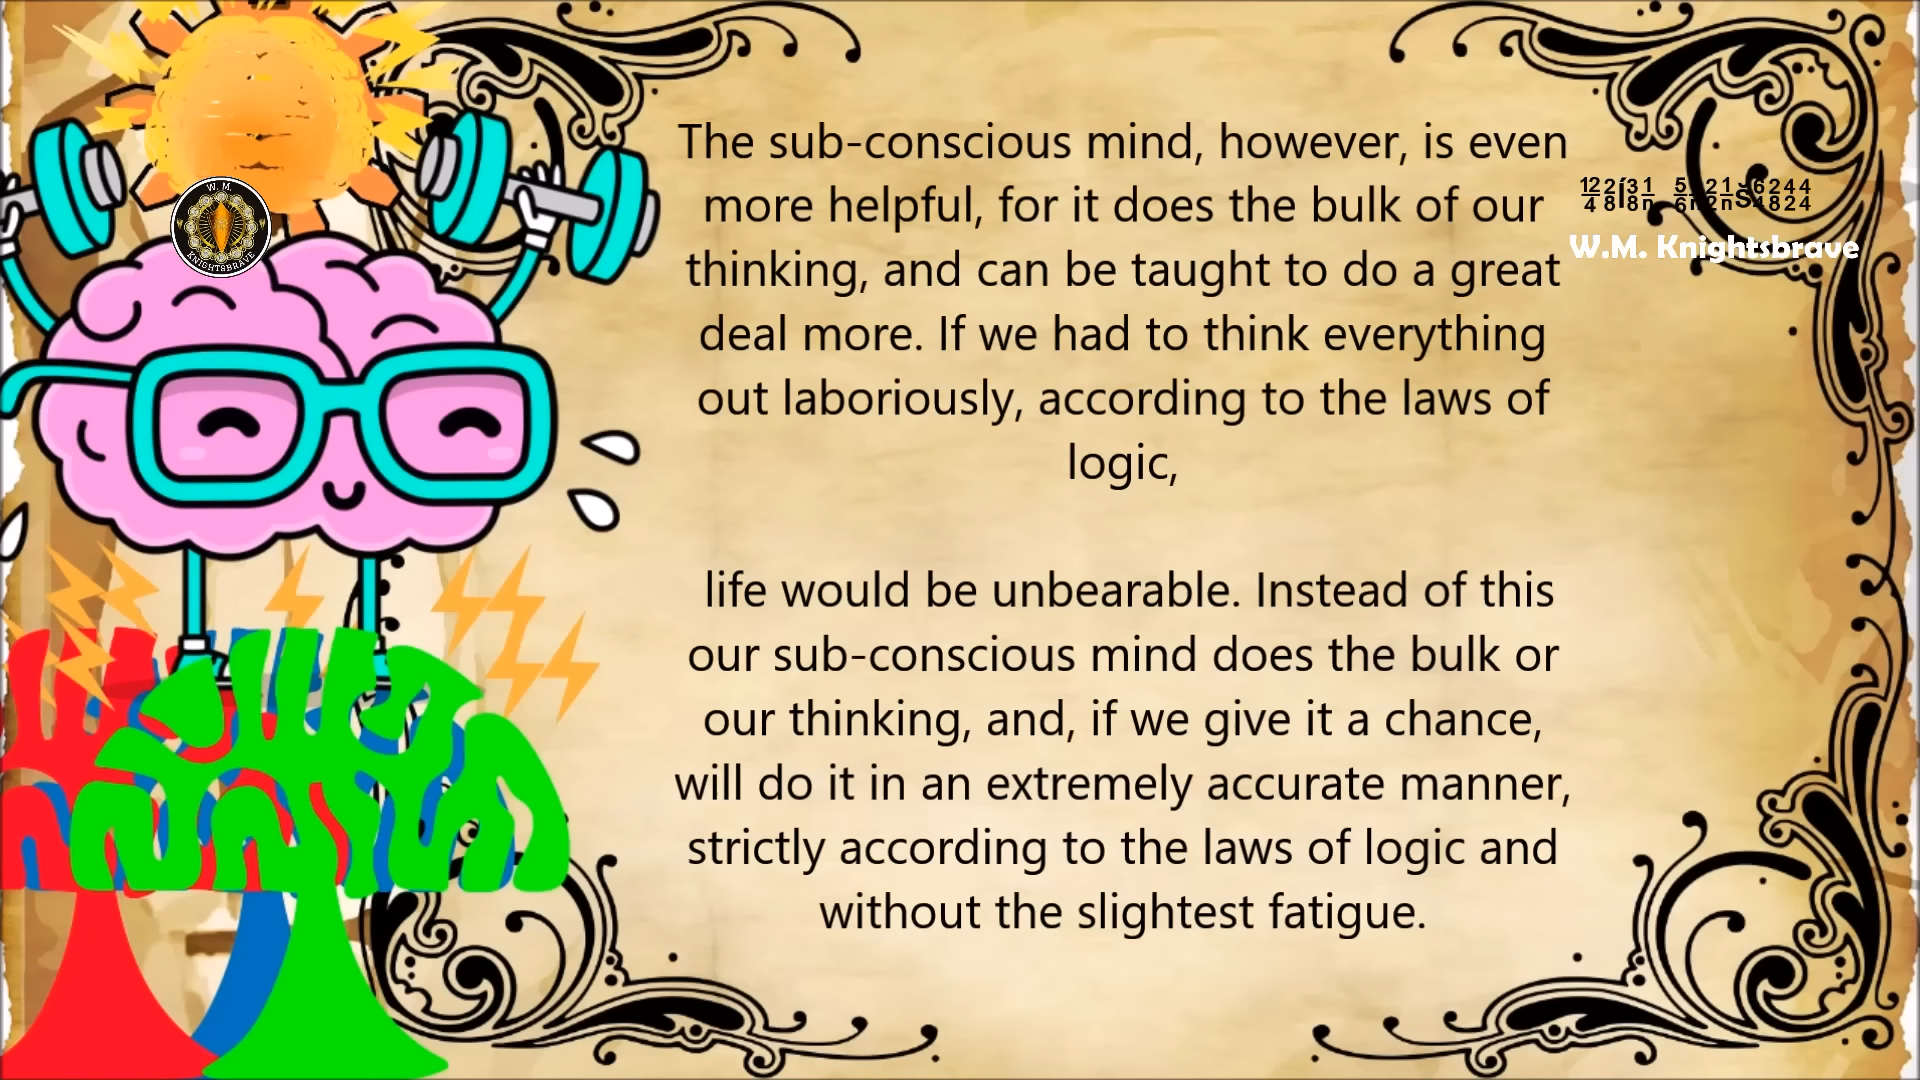 The sub-conscious mind, however, is even
more helpful, for it does the bulk of our
thinking, and can be taught to do a great
deal more. If we had to think everything
out laboriously, according to the laws of
logic,
life would be unbearable. Instead of this
our sub-conscious mind does the bulk or
our thinking, and, if we give it a chance,
will do it in an extremely accurate manner,
strictly according to the laws of logic and
without the slightest fatigue.
W.M. Knightsbrave
W. M.
KNIGHTSBRAVE